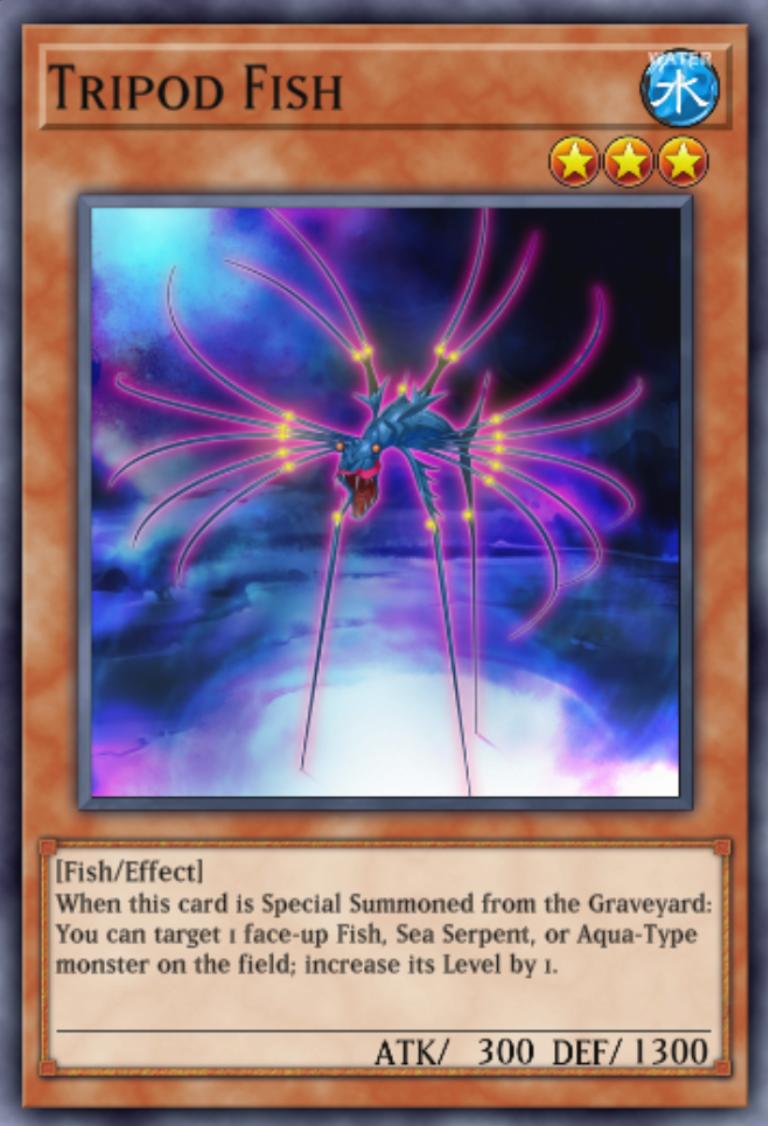 Tripod Fish
WATER
水
[Fish/Effect]
When this card is Special Summoned from the Graveyard:
You can target 1 face-up Fish, Sea Serpent, or Aqua-Type
monster on the field; increase its Level by 1.
ATK/ 300 DEF/ 1300